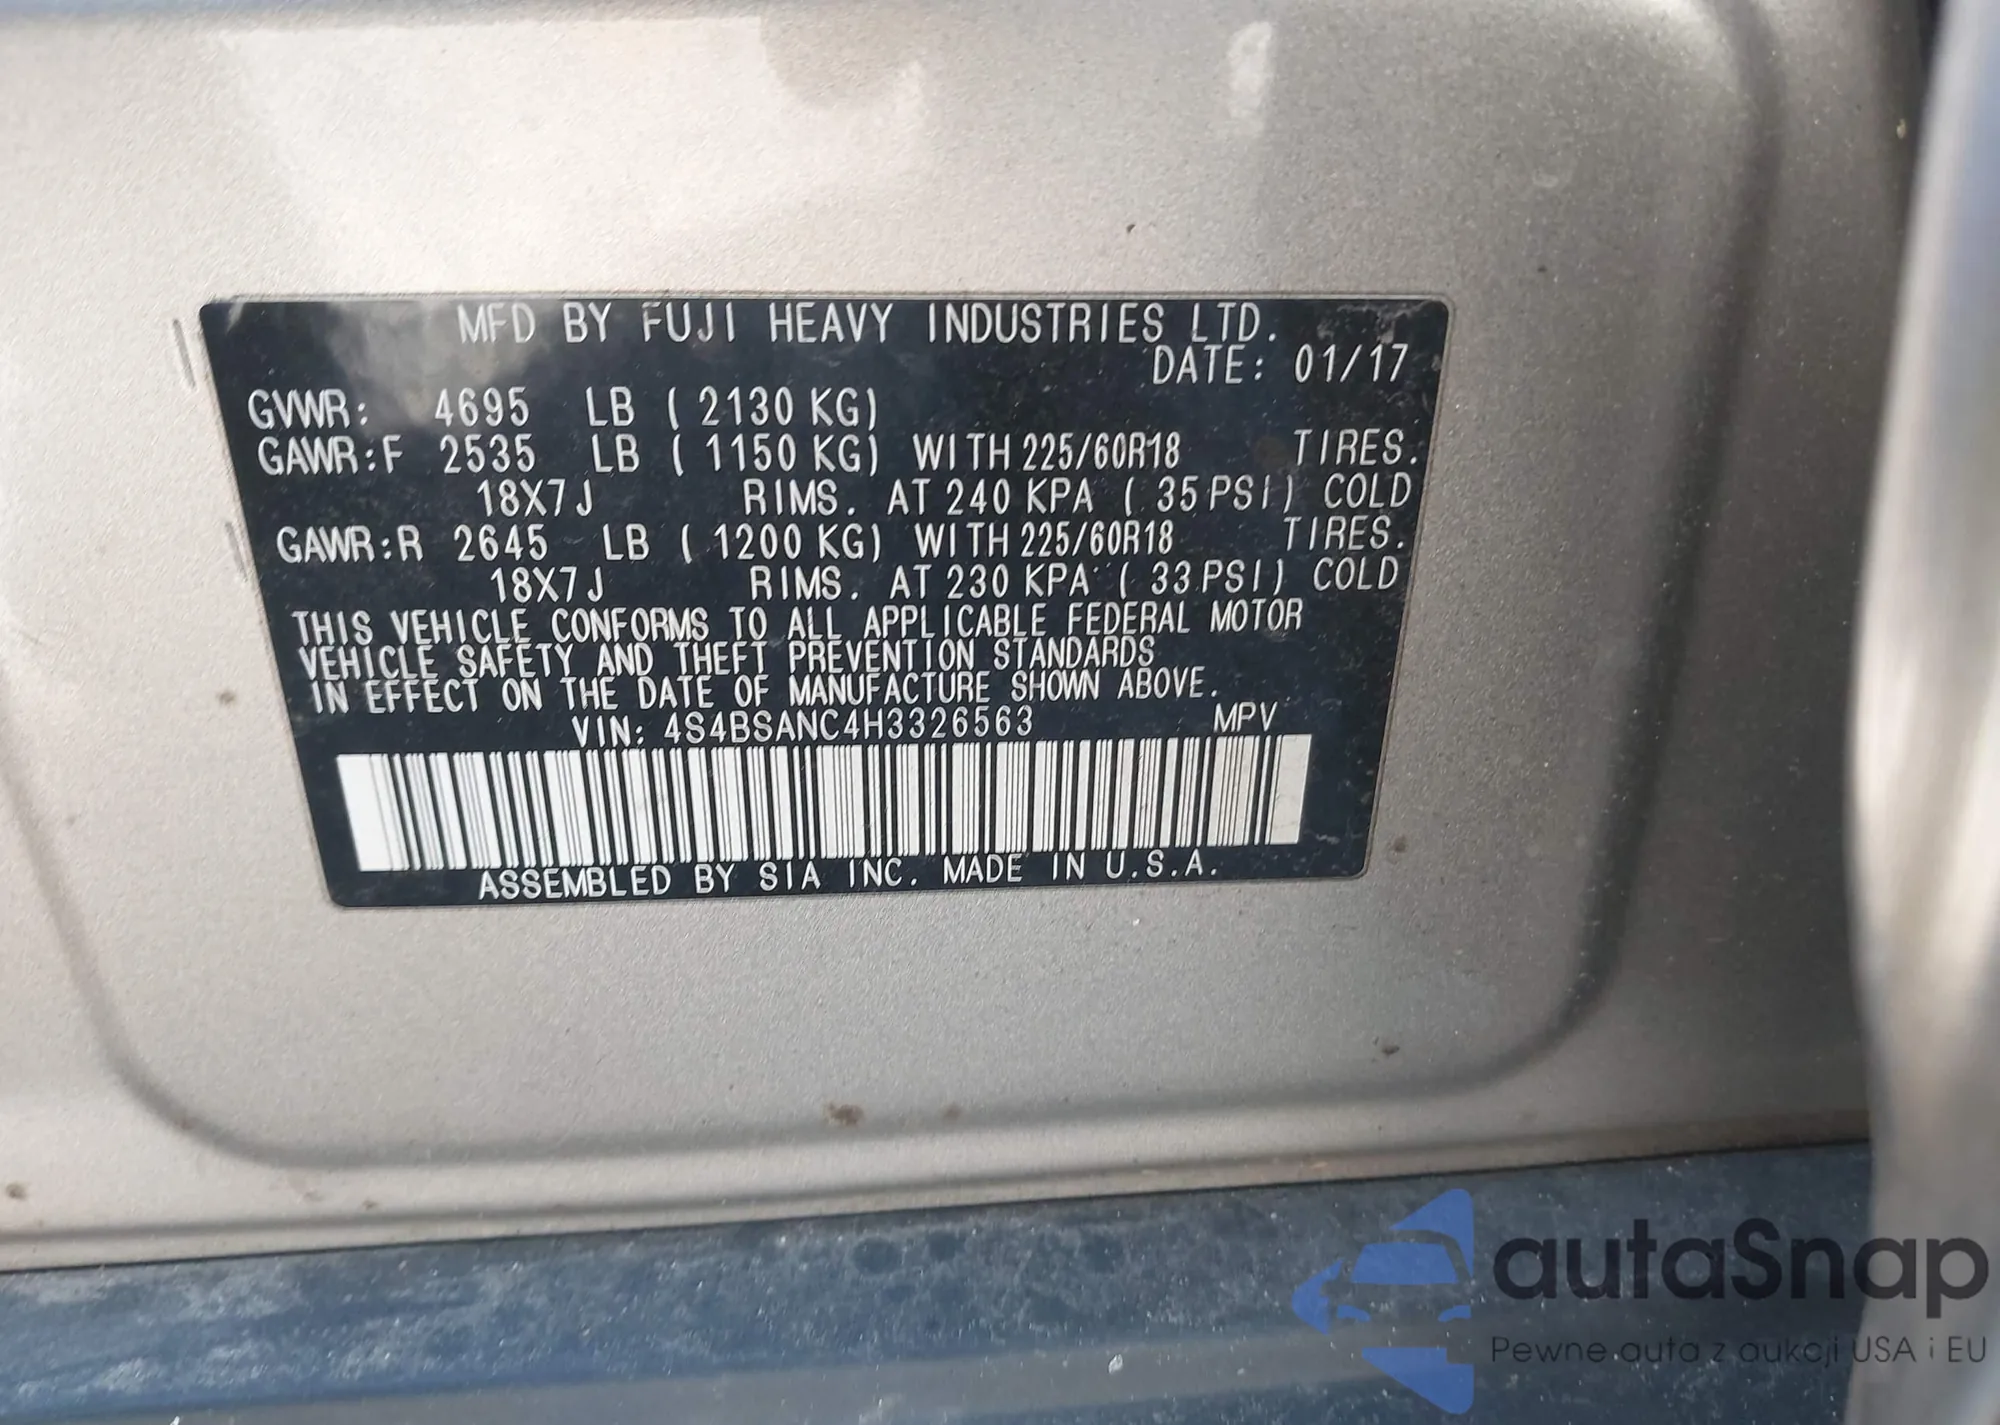 MFD BY FUJI HEAVY INDUSTRIES LTD.
DATE: 01/17
GVWR: 4695 LB ( 2130 KG)
GAWR:F 2535 LB ( 1150 KG) WITH 225/60R18 TIRES.
18X7J RIMS. AT 240 KPA ( 35 PSI) COLD
GAWR:R 2645 LB ( 1200 KG) WITH 225/60R18 TIRES.
18X7J RIMS. AT 230 KPA ( 33 PSI) COLD
THIS VEHICLE CONFORMS TO ALL APPLICABLE FEDERAL MOTOR
VEHICLE SAFETY AND THEFT PREVENTION STANDARDS
IN EFFECT ON THE DATE OF MANUFACTURE SHOWN ABOVE.
VIN: 4S4BSANC4H3326563 MPV
ASSEMBLED BY SIA INC. MADE IN U.S.A.
autaSnap
Pewne auta z aukcji USA i EU